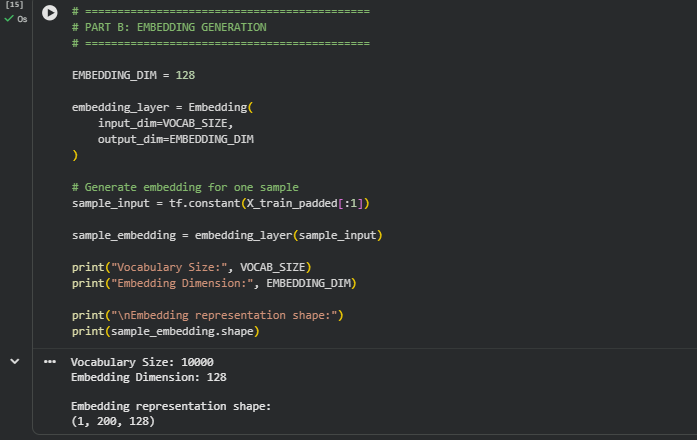 [15]
0s
# ============================================
# PART B: EMBEDDING GENERATION
# ============================================
EMBEDDING_DIM = 128
embedding_layer = Embedding(
    input_dim=VOCAB_SIZE,
    output_dim=EMBEDDING_DIM
)
# Generate embedding for one sample
sample_input = tf.constant(X_train_padded[:1])
sample_embedding = embedding_layer(sample_input)
print("Vocabulary Size:", VOCAB_SIZE)
print("Embedding Dimension:", EMBEDDING_DIM)
print("\nEmbedding representation shape:")
print(sample_embedding.shape)
Vocabulary Size: 10000
Embedding Dimension: 128
Embedding representation shape:
(1, 200, 128)